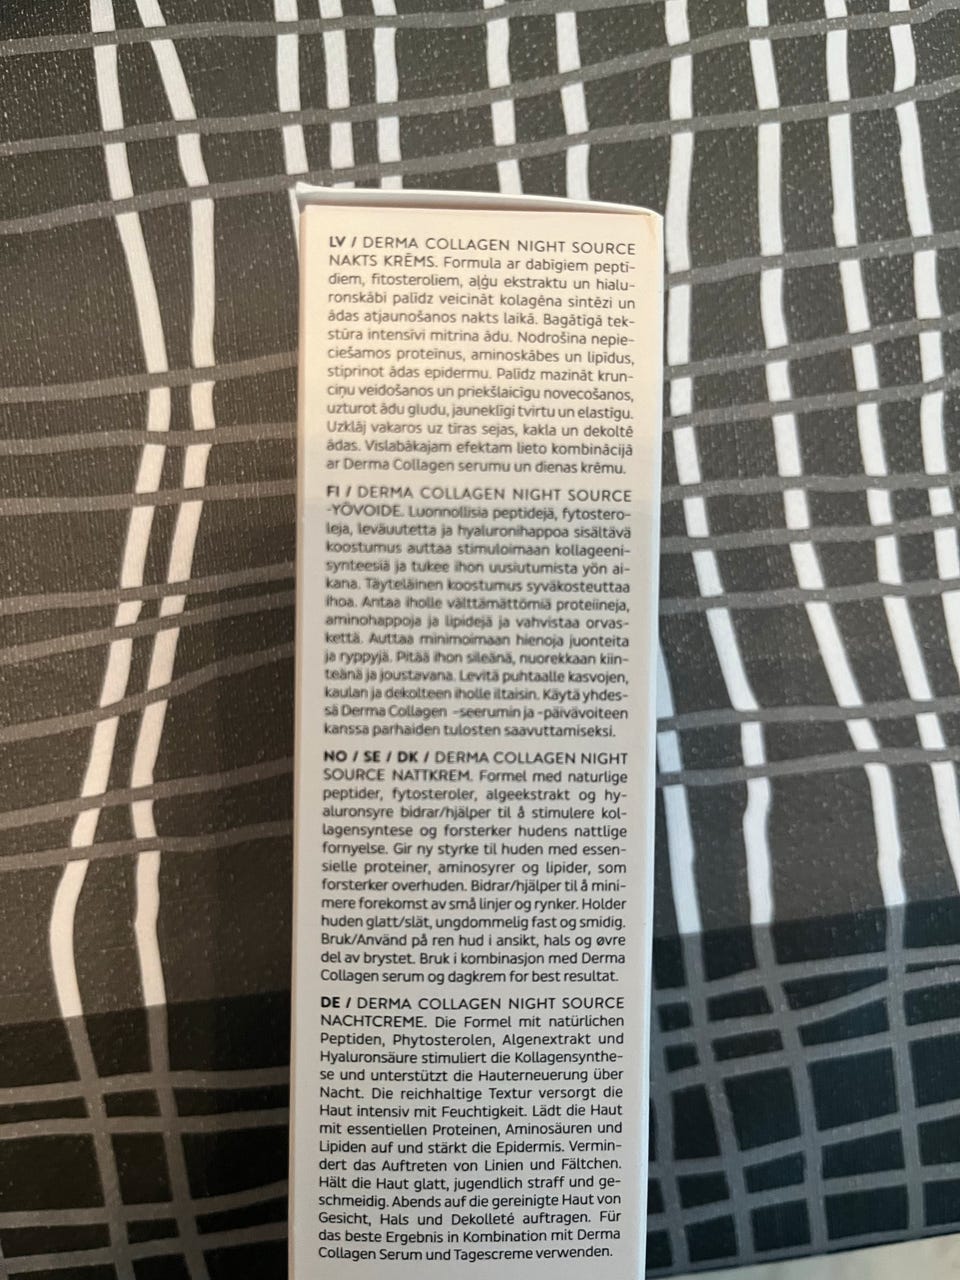 LV / DERMA COLLAGEN NIGHT SOURCE
NAKTS KRĒMS. Formula ar dabīgiem pepti-
diem, fitosteroliem, aļģu ekstraktu un hialu-
ronskābi palīdz veicināt kolagēna sintēzi un
ādas atjaunošanos nakts laikā. Bagātīgā tek-
stūra intensīvi mitrina ādu. Nodrošina nepie-
ciešamos proteīnus, aminoskābes un lipīdus,
stiprinot ādas epidermu. Palīdz mazināt krun-
ciņu veidošanos un priekšlaicīgu novecošanos,
uzturot ādu gludu, jauneklīgi tvirtu un elastīgu.
Uzklāj vakaros uz tīras sejas, kakla un dekoltē
ādas. Vislabākajam efektam lieto kombinācijā
ar Derma Collagen serumu un dienas krēmu.
FI / DERMA COLLAGEN NIGHT SOURCE
-YÖVOIDE. Luonnollisia peptidejä, fytostero-
leja, leväuutetta ja hyaluronihappoa sisältävä
koostumus auttaa stimuloimaan kollageeni-
synteesiä ja tukee ihon uusiutumista yön ai-
kana. Täyteläinen koostumus syväkosteuttaa
ihoa. Antaa iholle välttämättömiä proteiineja,
aminohappoja ja lipidejä ja vahvistaa orvas-
kettä. Auttaa minimoimaan hienoja juonteita
ja ryppyjä. Pitää ihon sileänä, nuorekkaan kiin-
teänä ja joustavana. Levitä puhtaalle kasvojen,
kaulan ja dekolteen iholle iltaisin. Käytä yhdes-
sä Derma Collagen -seerumin ja -päivävoiteen
kanssa parhaiden tulosten saavuttamiseksi.
NO / SE / DK / DERMA COLLAGEN NIGHT
SOURCE NATTKREM. Formel med naturlige
peptider, fytosteroler, algeekstrakt og hy-
aluronsyre bidrar/hjälper til å stimulere kol-
lagensyntese og forsterker hudens nattlige
fornyelse. Gir ny styrke til huden med essen-
sielle proteiner, aminosyrer og lipider, som
forsterker overhuden. Bidrar/hjälper til å mini-
mere forekomst av små linjer og rynker. Holder
huden glatt/slät, ungdommelig fast og smidig.
Bruk/Använd på ren hud i ansikt, hals og øvre
del av brystet. Bruk i kombinasjon med Derma
Collagen serum og dagkrem for best resultat.
DE / DERMA COLLAGEN NIGHT SOURCE
NACHTCREME. Die Formel mit natürlichen
Peptiden, Phytosterolen, Algenextrakt und
Hyaluronsäure stimuliert die Kollagensynthe-
se und unterstützt die Hauterneuerung über
Nacht. Die reichhaltige Textur versorgt die
Haut intensiv mit Feuchtigkeit. Lädt die Haut
mit essentiellen Proteinen, Aminosäuren und
Lipiden auf und stärkt die Epidermis. Vermin-
dert das Auftreten von Linien und Fältchen.
Hält die Haut glatt, jugendlich straff und ge-
schmeidig. Abends auf die gereinigte Haut von
Gesicht, Hals und Dekolleté auftragen. Für
das beste Ergebnis in Kombination mit Derma
Collagen Serum und Tagescreme verwenden.